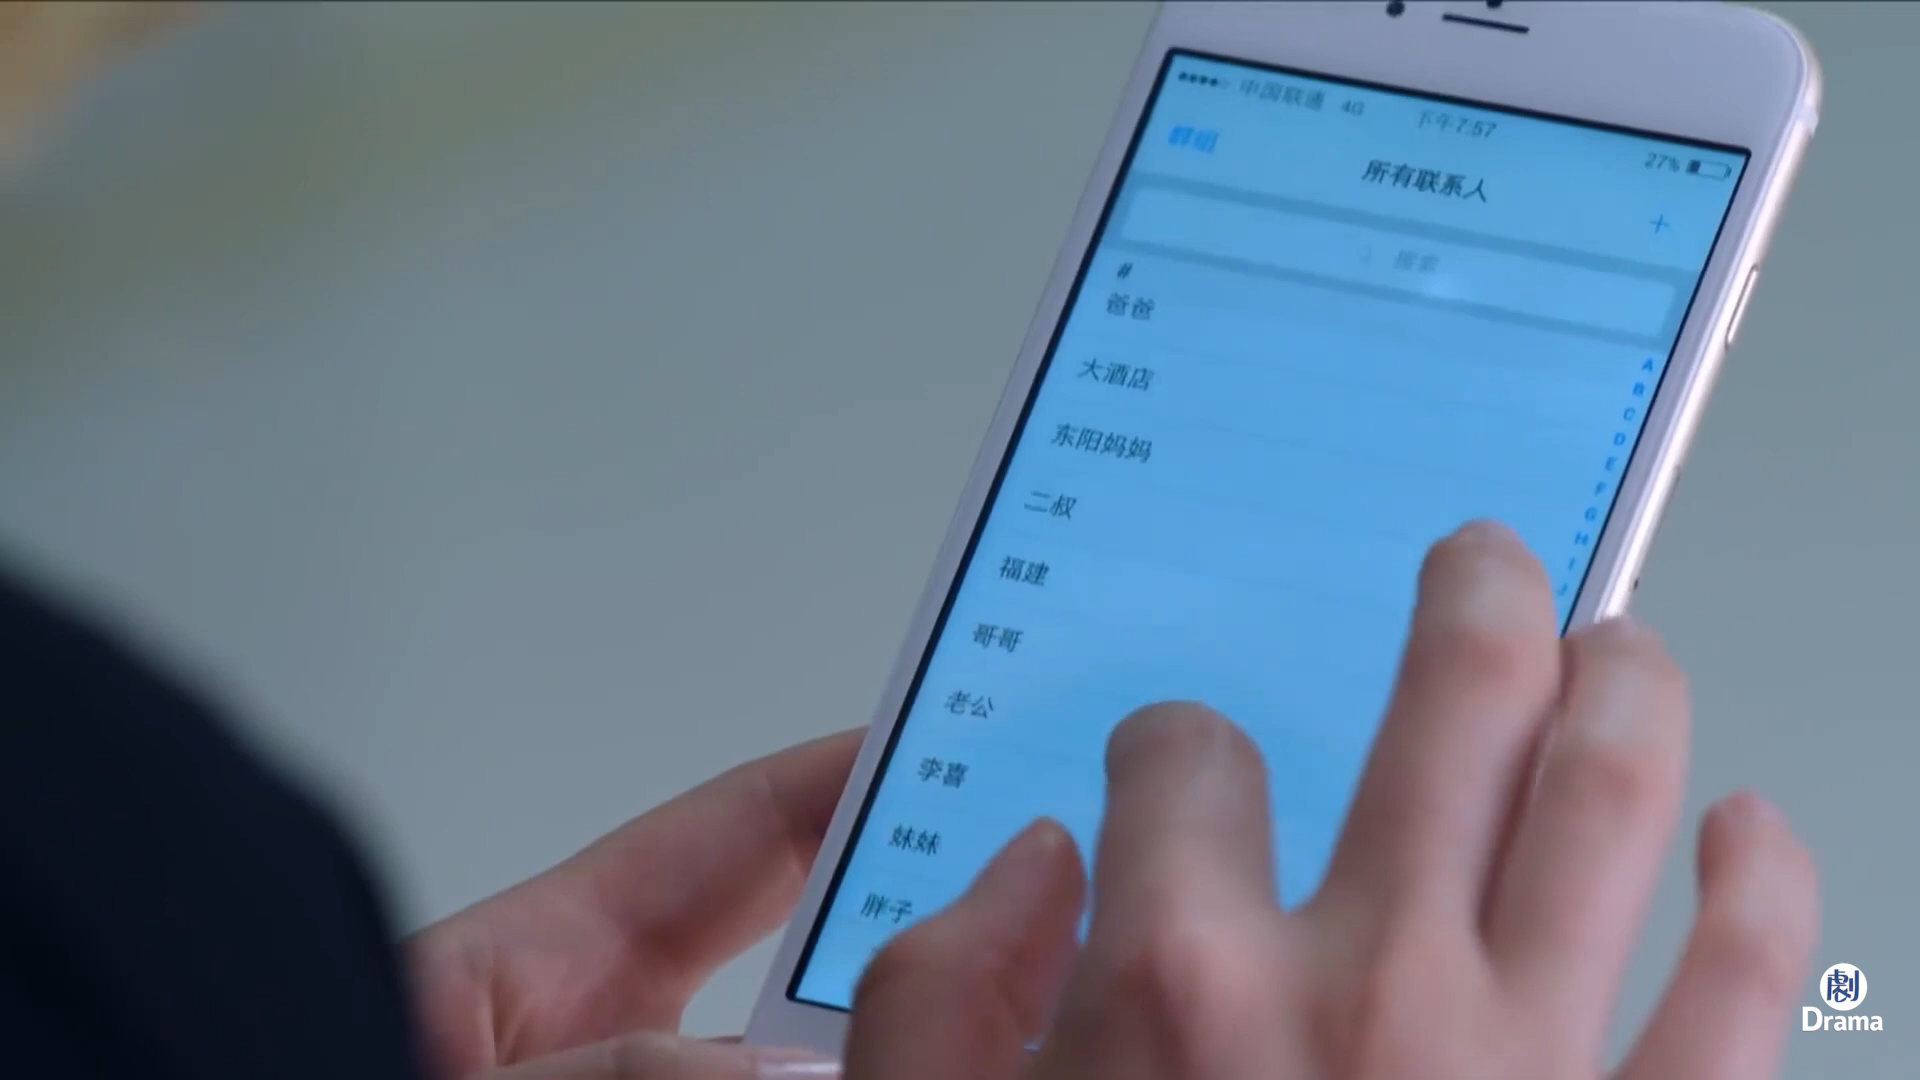 中国联通 4G 下午7:57 27%
群组 所有联系人 +
搜索
#
爸爸
大酒店
东阳妈妈
二叔
福建
哥哥
老公
李喜
妹妹
胖子
A
B
C
D
E
F
G
H
I
J
劇
Drama